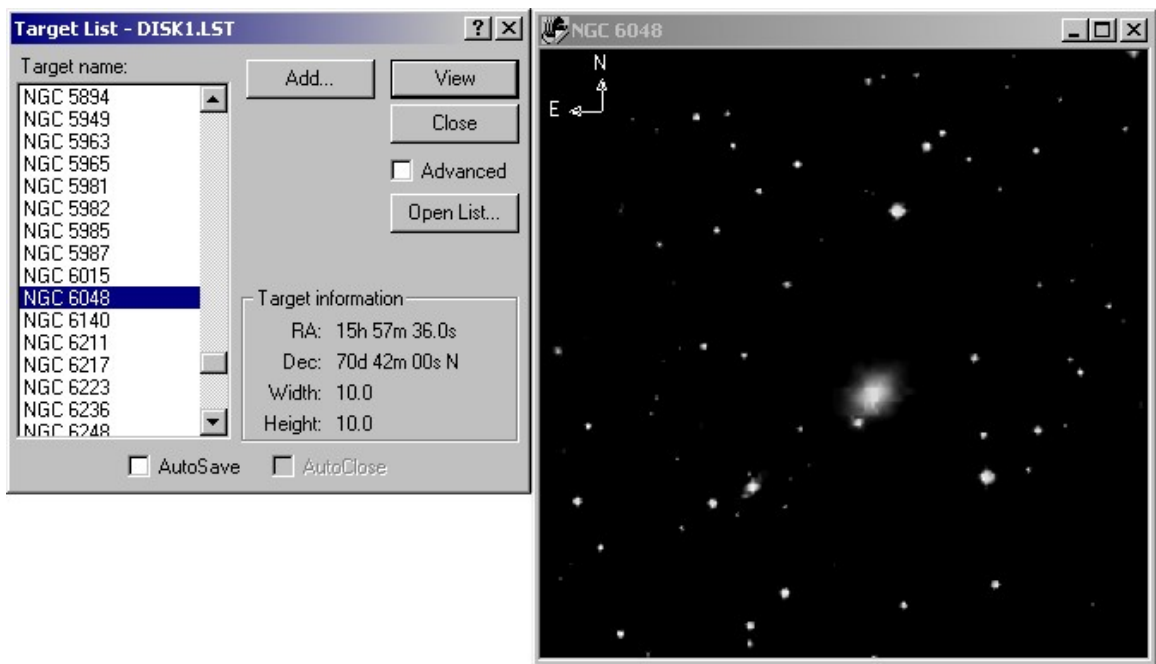 Target List - DISK1.LST
Target name:
NGC 5894
NGC 5949
NGC 5963
NGC 5965
NGC 5981
NGC 5982
NGC 5985
NGC 5987
NGC 6015
NGC 6048
NGC 6140
NGC 6211
NGC 6217
NGC 6223
NGC 6236
NGC 6248
Add...
View
Close
Advanced
Open List...
Target information
RA: 15h 57m 36.0s
Dec: 70d 42m 00s N
Width: 10.0
Height: 10.0
AutoSave
AutoClose
NGC 6048
N
E